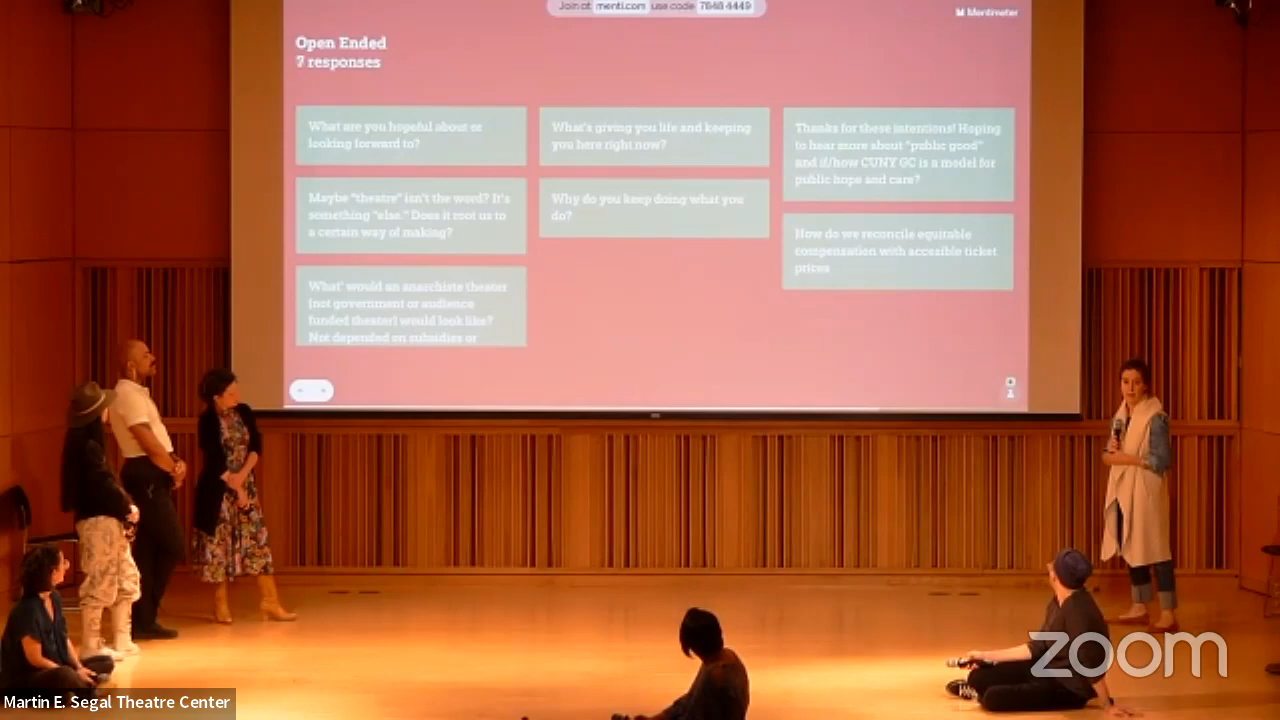 Join at menti.com use code 7848 4449
Mentimeter
Open Ended
7 responses
What are you hopeful about or
looking forward to?
Maybe "theatre" isn't the word? It's
something "else." Does it root us to
a certain way of making?
What' would an anarchiste theater
(not government or audience
funded theater) would look like?
Not depended on subsidies or
What's giving you life and keeping
you here right now?
Why do you keep doing what you
do?
Thanks for these intentions! Hoping
to hear more about "public good"
and if/how CUNY GC is a model for
public hope and care?
How do we reconcile equitable
compensation with accesible ticket
prices
zoom
Martin E. Segal Theatre Center